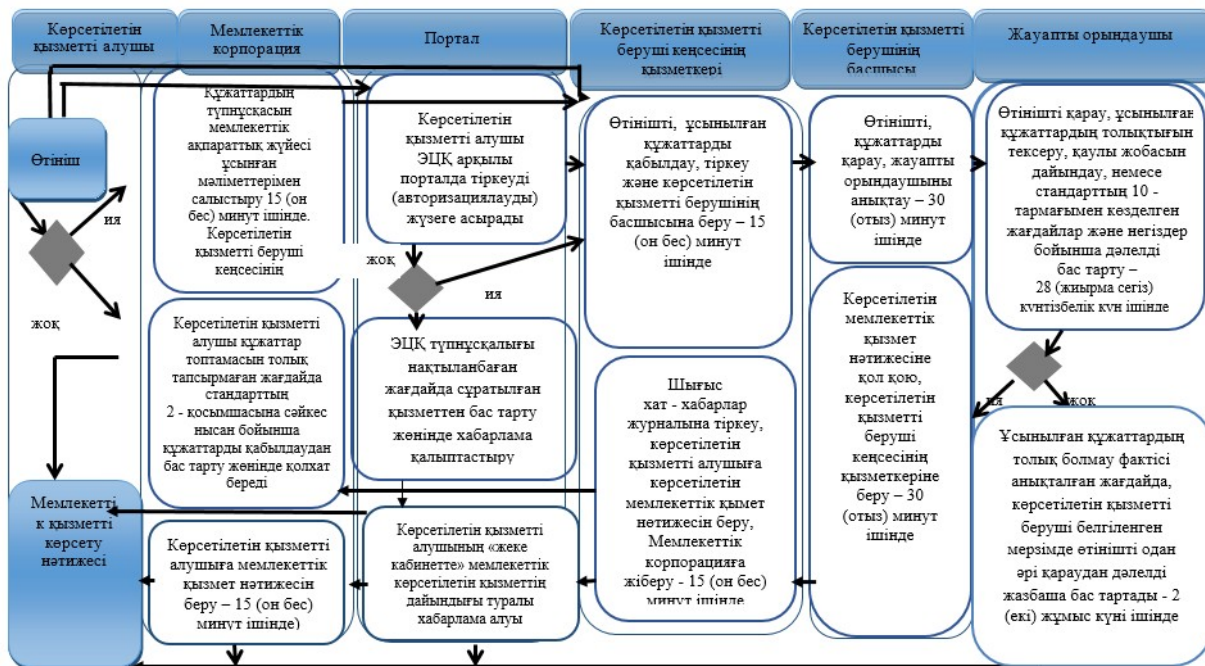 Көрсетілетін
қызметті алушы
Мемлекеттік
корпорация
Портал
Көрсетілетін қызметті
беруші кеңсесінің
қызметкері
Көрсетілетін қызметті
берушінің
басшысы
Жауапты орындаушы
Өтініш
ия
жоқ
Мемлекетті
к қызметті
көрсету
нәтижесі
Құжаттардың
түпнұсқасын
мемлекеттік
ақпараттық жүйесі
ұсынған
мәліметтерімен
салыстыру 15 (он
бес) минут ішінде.
Көрсетілетін
қызметті беруші
кеңсесінің
Көрсетілетін қызметті
алушы құжаттар
топтамасын толық
тапсырмаған жағдайда
стандарттың
2 - қосымшасына сәйкес
нысан бойынша
құжаттарды қабылдаудан
бас тарту жөнінде қолхат
береді
Көрсетілетін қызметті
алушыға мемлекеттік
қызмет нәтижесін
беру – 15 (он бес)
минут ішінде)
Көрсетілетін
қызметті алушы
ЭЦҚ арқылы
порталда тіркеуді
(авторизациялауды)
жүзеге асырады
жоқ
ия
ЭЦҚ түпнұсқалығы
нақтыланбаған
жағдайда сұратылған
қызметтен бас тарту
жөнінде хабарлама
қалыптастыру
Көрсетілетін қызметті
алушының «жеке
кабинетте» мемлекеттік
көрсетілетін қызметтің
дайындығы туралы
хабарлама алуы
Өтінішті, ұсынылған
құжаттарды
қабылдау, тіркеу
және көрсетілетін
қызметті берушінің
басшысына беру – 15
(он бес) минут
ішінде
Шығыс
хат - хабарлар
журналына тіркеу,
көрсетілетін
қызметті алушыға
көрсетілетін
мемлекеттік қымет
нәтижесін беру,
Мемлекеттік
корпорацияға
жіберу - 15 (он бес)
минут ішінде
Өтінішті,
құжаттарды
қарау, жауапты
орындаушыны
анықтау – 30
(отыз) минут
ішінде
Көрсетілетін
мемлекеттік
қызмет
нәтижесіне
қол қою,
көрсетілетін
қызметті
беруші
кеңсесінің
қызметкеріне
беру – 30
(отыз) минут
ішінде
Өтінішті қарау, ұсынылған
құжаттардың толықтығын
тексеру, қаулы жобасын
дайындау, немесе
стандарттың 10 -
тармағымен көзделген
жағдайлар және негіздер
бойынша дәлелді
бас тарту –
28 (жиырма сегіз)
күнтізбелік күн ішінде
ия
жоқ
Ұсынылған құжаттардың
толық болмау фактісі
анықталған жағдайда,
көрсетілетін қызметті
беруші белгіленген
мерзімде өтінішті одан
әрі қараудан дәлелді
жазбаша бас тартады - 2
(екі) жұмыс күні ішінде